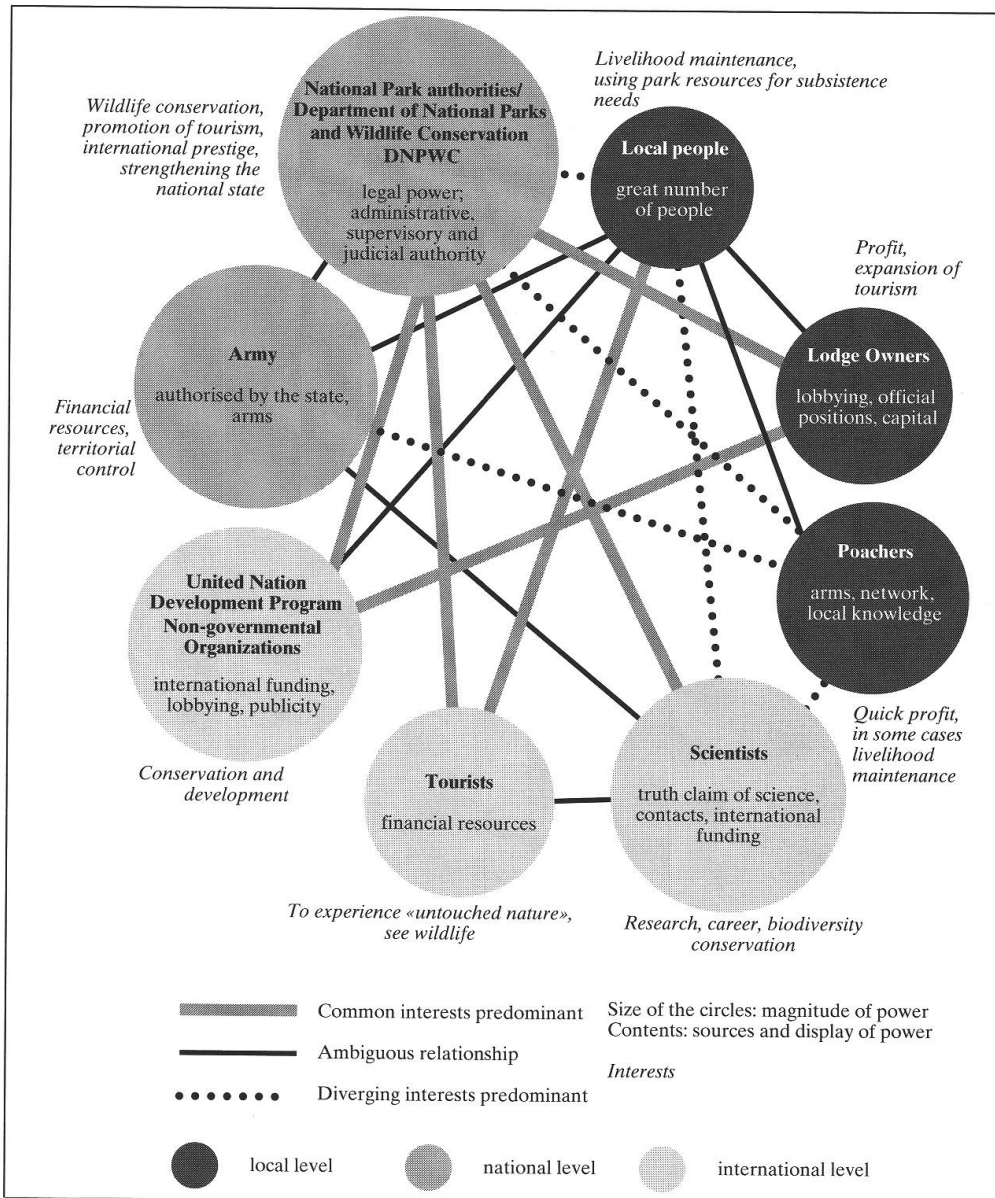 Wildlife conservation,
promotion of tourism,
international prestige,
strengthening the
national state
National Park authorities/
Department of National Parks
and Wildlife Conservation
DNPWC
legal power;
administrative,
supervisory and
judicial authority
Livelihood maintenance,
using park resources for subsistence
needs
Local people
great number
of people
Profit,
expansion of
tourism
Lodge Owners
lobbying, official
positions, capital
Army
authorised by the state,
arms
Financial
resources,
territorial
control
Poachers
arms, network,
local knowledge
Quick profit,
in some cases
livelihood
maintenance
United Nation
Development Program
Non-governmental
Organizations
international funding,
lobbying, publicity
Conservation and
development
Tourists
financial resources
To experience «untouched nature»,
see wildlife
Scientists
truth claim of science,
contacts, international
funding
Research, career, biodiversity
conservation
Common interests predominant
Ambiguous relationship
Diverging interests predominant
Size of the circles: magnitude of power
Contents: sources and display of power
Interests
local level
national level
international level